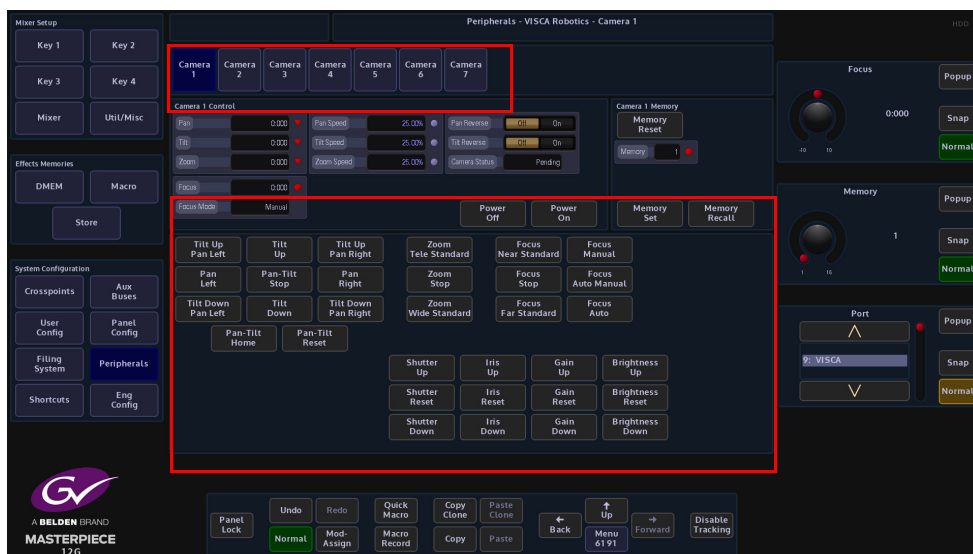 Mixer Setup
Key 1
Key 2
Key 3
Key 4
Mixer
Util/Misc
Effects Memories
DMEM
Macro
Store
System Configuration
Crosspoints
Aux
Buses
User
Config
Panel
Config
Filing
System
Peripherals
Shortcuts
Eng
Config
GV
A BELDEN BRAND
MASTERPIECE
12G
Peripherals - VISCA Robotics - Camera 1
Camera
1
Camera
2
Camera
3
Camera
4
Camera
5
Camera
6
Camera
7
Camera 1 Control
Pan
0:000
Pan Speed
25.00%
Pan Reverse
Off
On
Tilt
0:000
Tilt Speed
25.00%
Tilt Reverse
Off
On
Zoom
0:000
Zoom Speed
25.00%
Camera Status
Pending
Focus
0:000
Focus Mode
Manual
Power
Off
Power
On
Camera 1 Memory
Memory
Reset
Memory
1
Memory
Set
Memory
Recall
Tilt Up
Pan Left
Tilt
Up
Tilt Up
Pan Right
Zoom
Tele Standard
Focus
Near Standard
Focus
Manual
Pan
Left
Pan-Tilt
Stop
Pan
Right
Zoom
Stop
Focus
Stop
Focus
Auto Manual
Tilt Down
Pan Left
Tilt
Down
Tilt Down
Pan Right
Zoom
Wide Standard
Focus
Far Standard
Focus
Auto
Pan-Tilt
Home
Pan-Tilt
Reset
Shutter
Up
Iris
Up
Gain
Up
Brightness
Up
Shutter
Reset
Iris
Reset
Gain
Reset
Brightness
Reset
Shutter
Down
Iris
Down
Gain
Down
Brightness
Down
Panel
Lock
Undo
Redo
Quick
Macro
Copy
Clone
Paste
Clone
Normal
Mod-
Assign
Macro
Record
Copy
Paste
Back
Up
Menu
6191
Forward
Disable
Tracking
HDD
Focus
0:000
-10
10
Popup
Snap
Normal
Memory
1
1
16
Popup
Snap
Normal
Port
9: VISCA
Popup
Snap
Normal